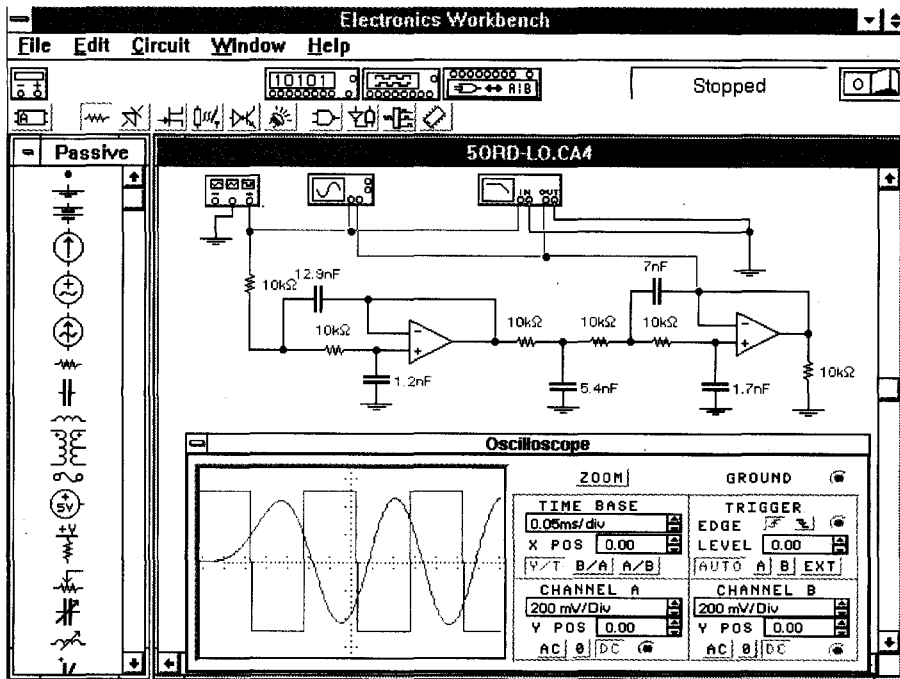 Electronics Workbench
File Edit Circuit Window Help
10101
A|B
Stopped
0
A
Passive
5ORD-LO.CA4
IN OUT
12.9nF
7nF
10kΩ
10kΩ
10kΩ
10kΩ
10kΩ
1.2nF
5.4nF
1.7nF
10kΩ
5V
+V
Oscilloscope
ZOOM GROUND
TIME BASE
0.05ms/div
X POS 0.00
Y/T B/A A/B
TRIGGER
EDGE
LEVEL 0.00
AUTO A B EXT
CHANNEL A
200 mV/Div
Y POS 0.00
AC 0 DC
CHANNEL B
200 mV/Div
Y POS 0.00
AC 0 DC